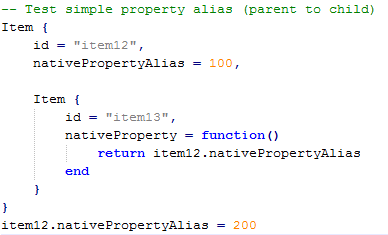 -- Test simple property alias (parent to child)
Item {
    id = "item12",
    nativePropertyAlias = 100,

    Item {
        id = "item13",
        nativeProperty = function()
            return item12.nativePropertyAlias
        end
    }
}
item12.nativePropertyAlias = 200